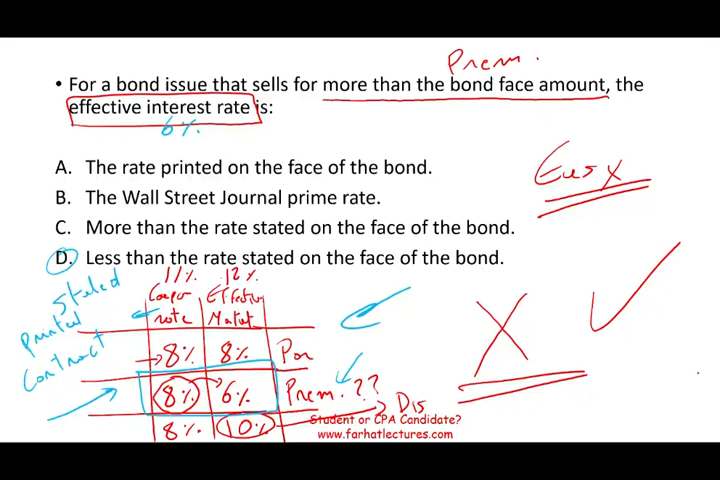 Prem.
• For a bond issue that sells for more than the bond face amount, the
effective interest rate is:
6%
A. The rate printed on the face of the bond.
Easy
B. The Wall Street Journal prime rate.
C. More than the rate stated on the face of the bond.
D. Less than the rate stated on the face of the bond.
11% 12%
Stated
Coupon Effective
Printed
rate Market
Contract
8% 8% Par
8% 6% Prem. ??
Dis
8% 10%
Student or CPA Candidate?
www.farhatlectures.com